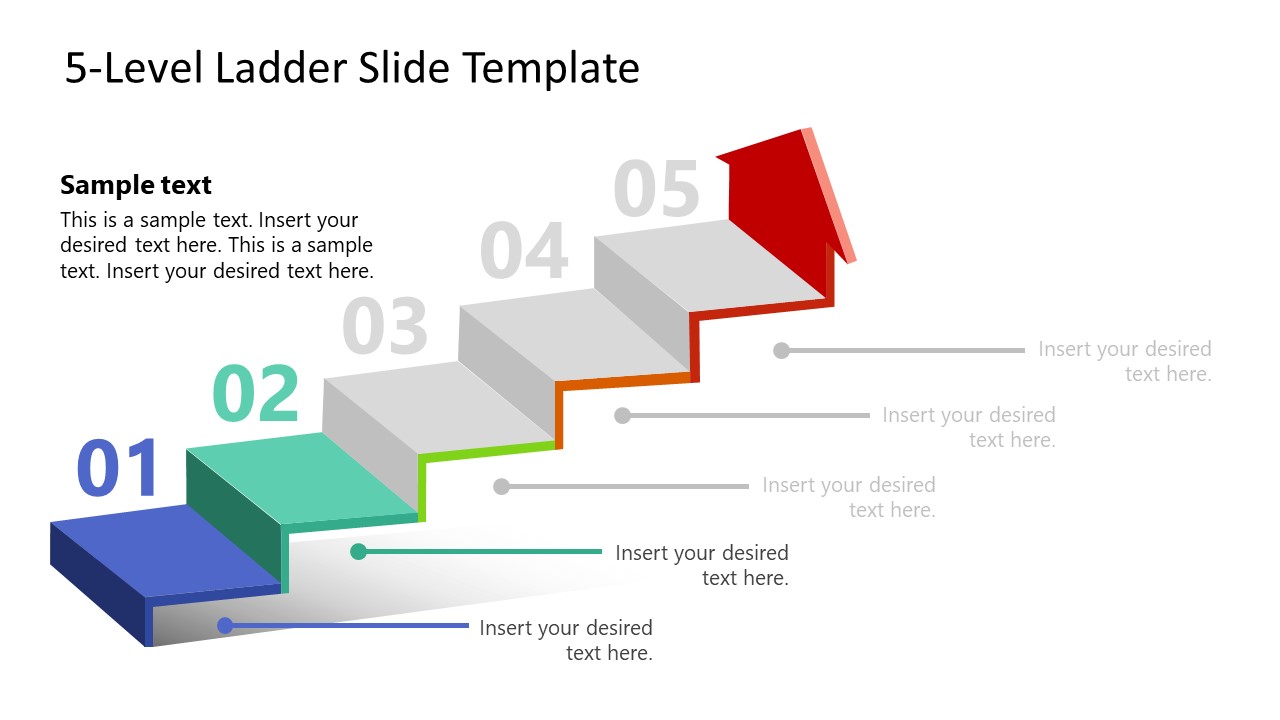 5-Level Ladder Slide Template
Sample text
This is a sample text. Insert your
desired text here. This is a sample
text. Insert your desired text here.
05
04
03
02
01
Insert your desired
text here.
Insert your desired
text here.
Insert your desired
text here.
Insert your desired
text here.
Insert your desired
text here.